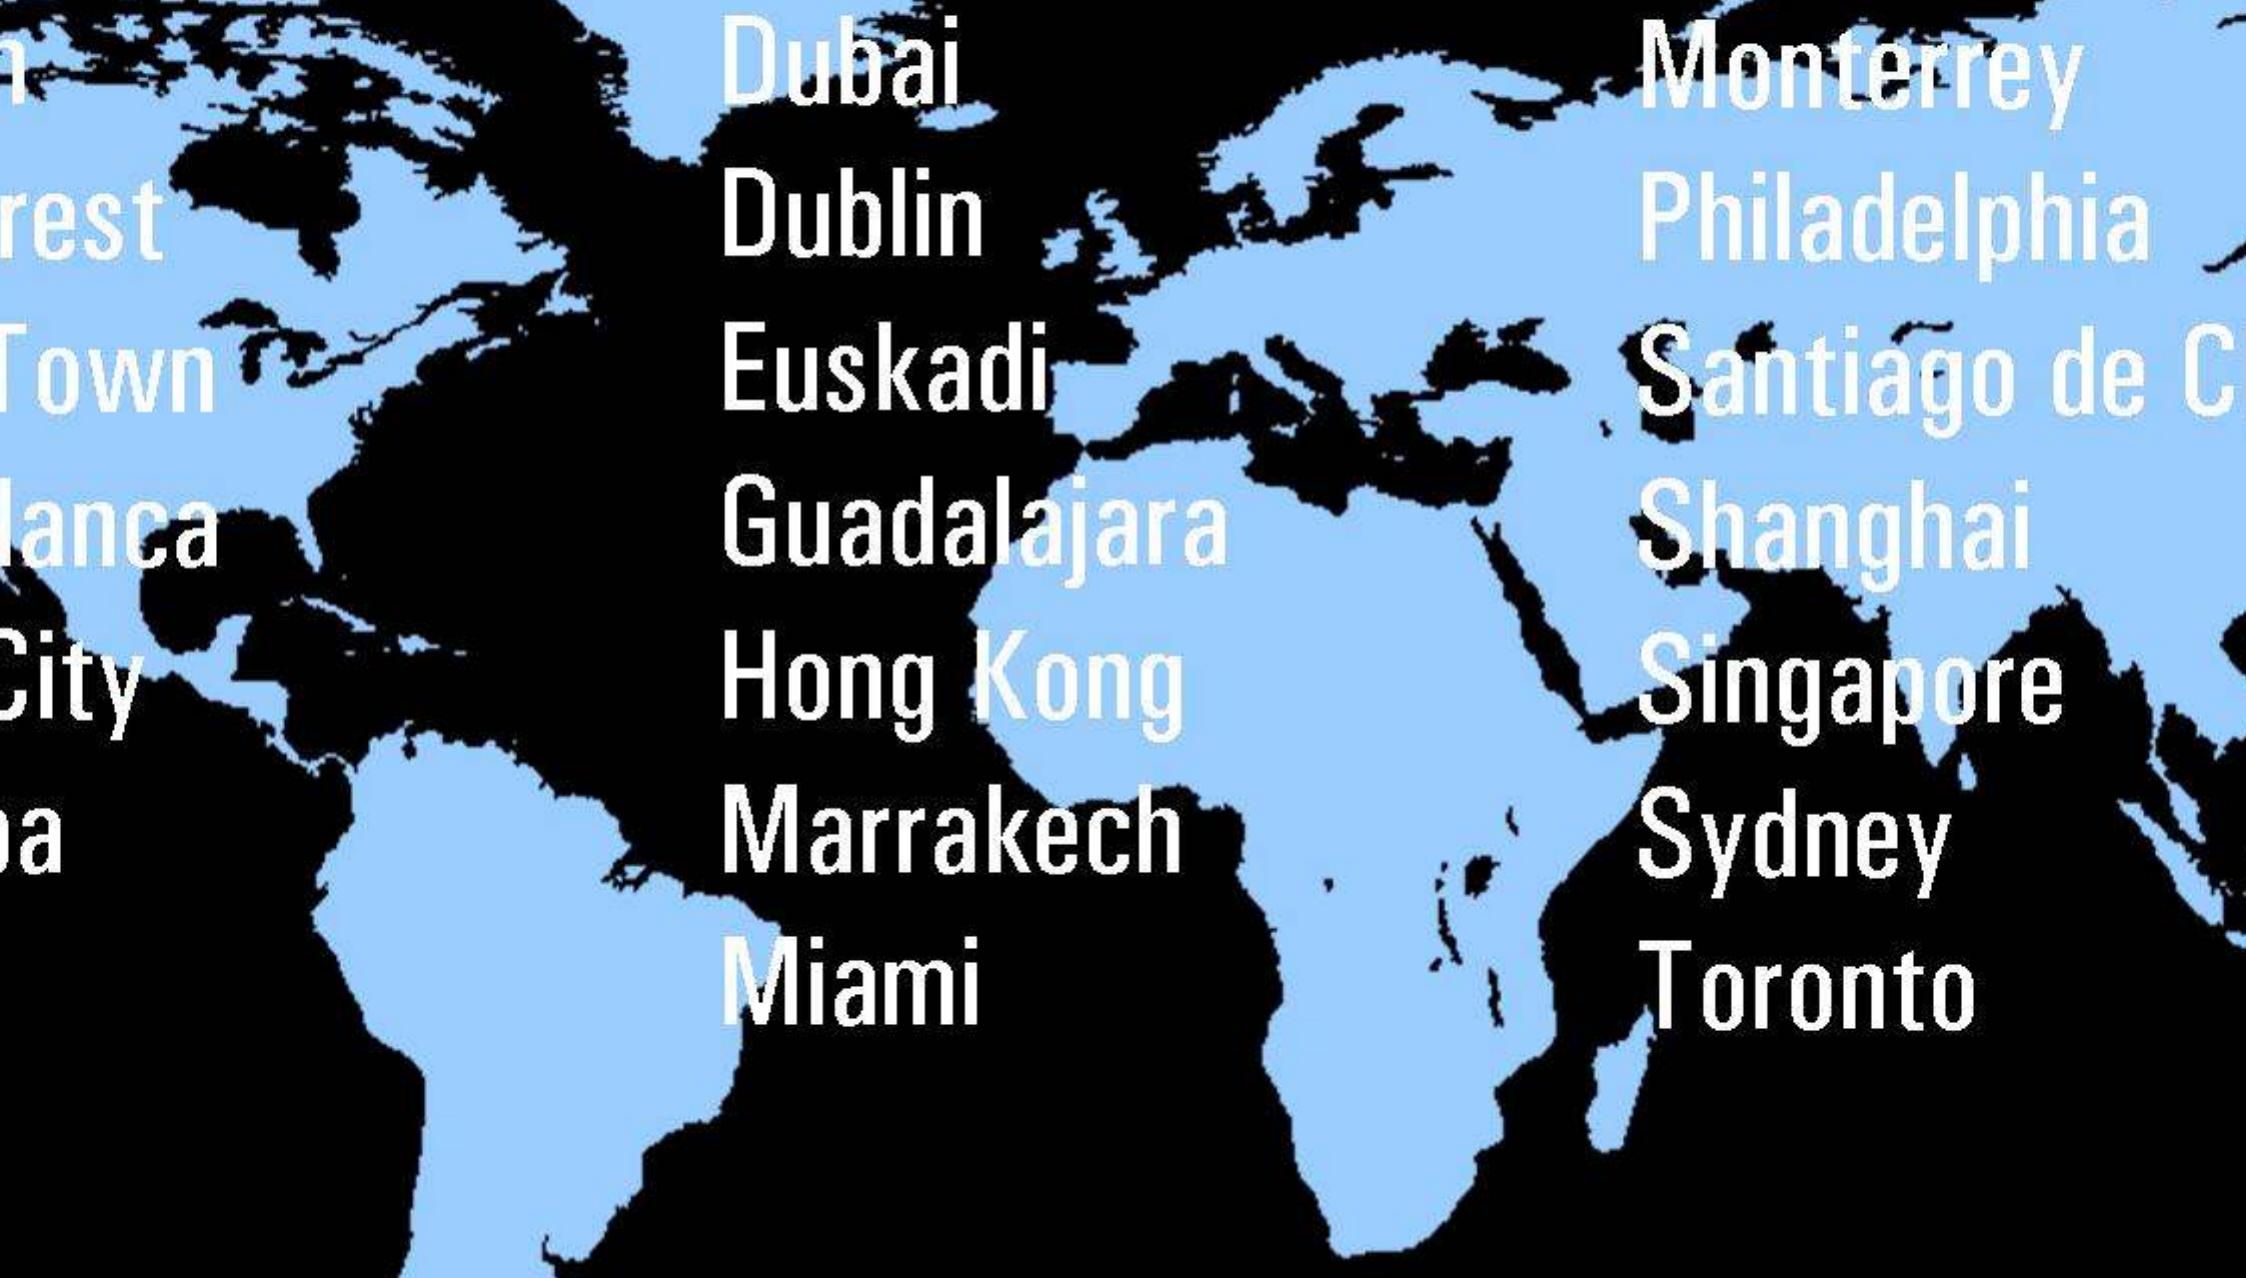 n
rest
Town
lanca
City
ba
Dubai
Dublin
Euskadi
Guadalajara
Hong Kong
Marrakech
Miami
Monterrey
Philadelphia
Santiago de C
Shanghai
Singapore
Sydney
Toronto